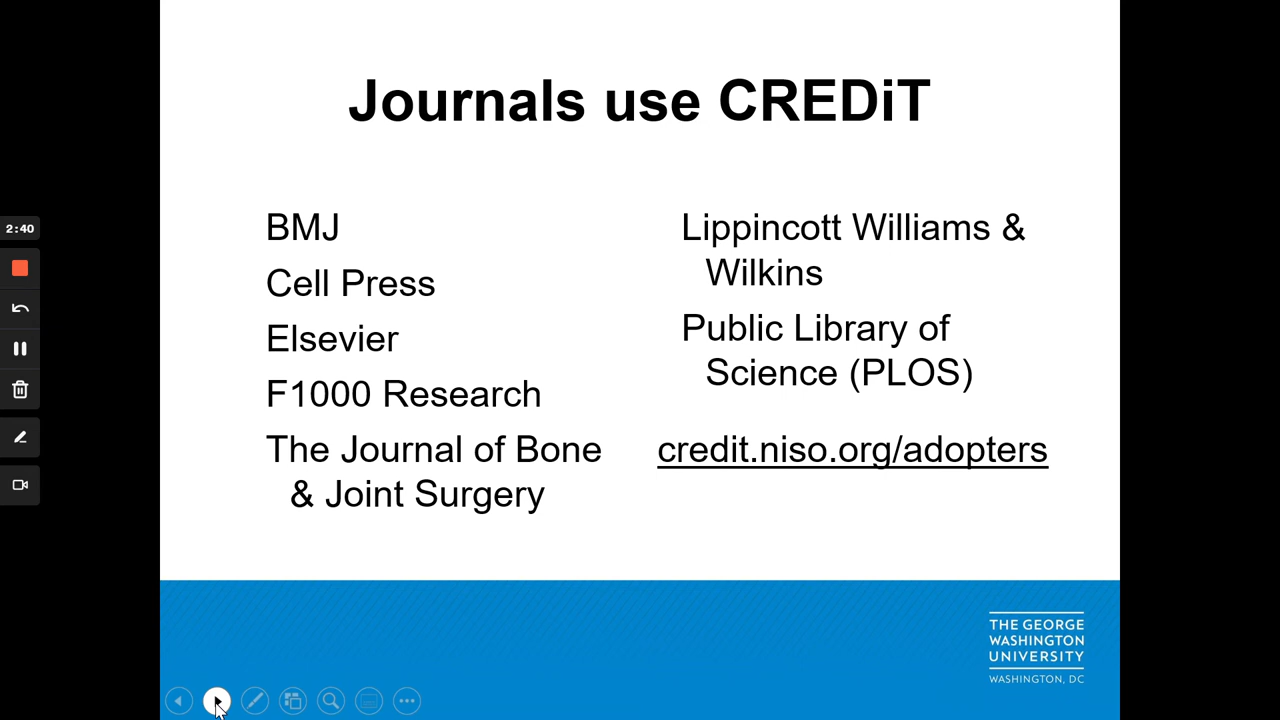 Journals use CREDiT
BMJ
Cell Press
Elsevier
F1000 Research
The Journal of Bone
& Joint Surgery
Lippincott Williams &
Wilkins
Public Library of
Science (PLOS)
credit.niso.org/adopters
2:40
THE GEORGE
WASHINGTON
UNIVERSITY
WASHINGTON, DC